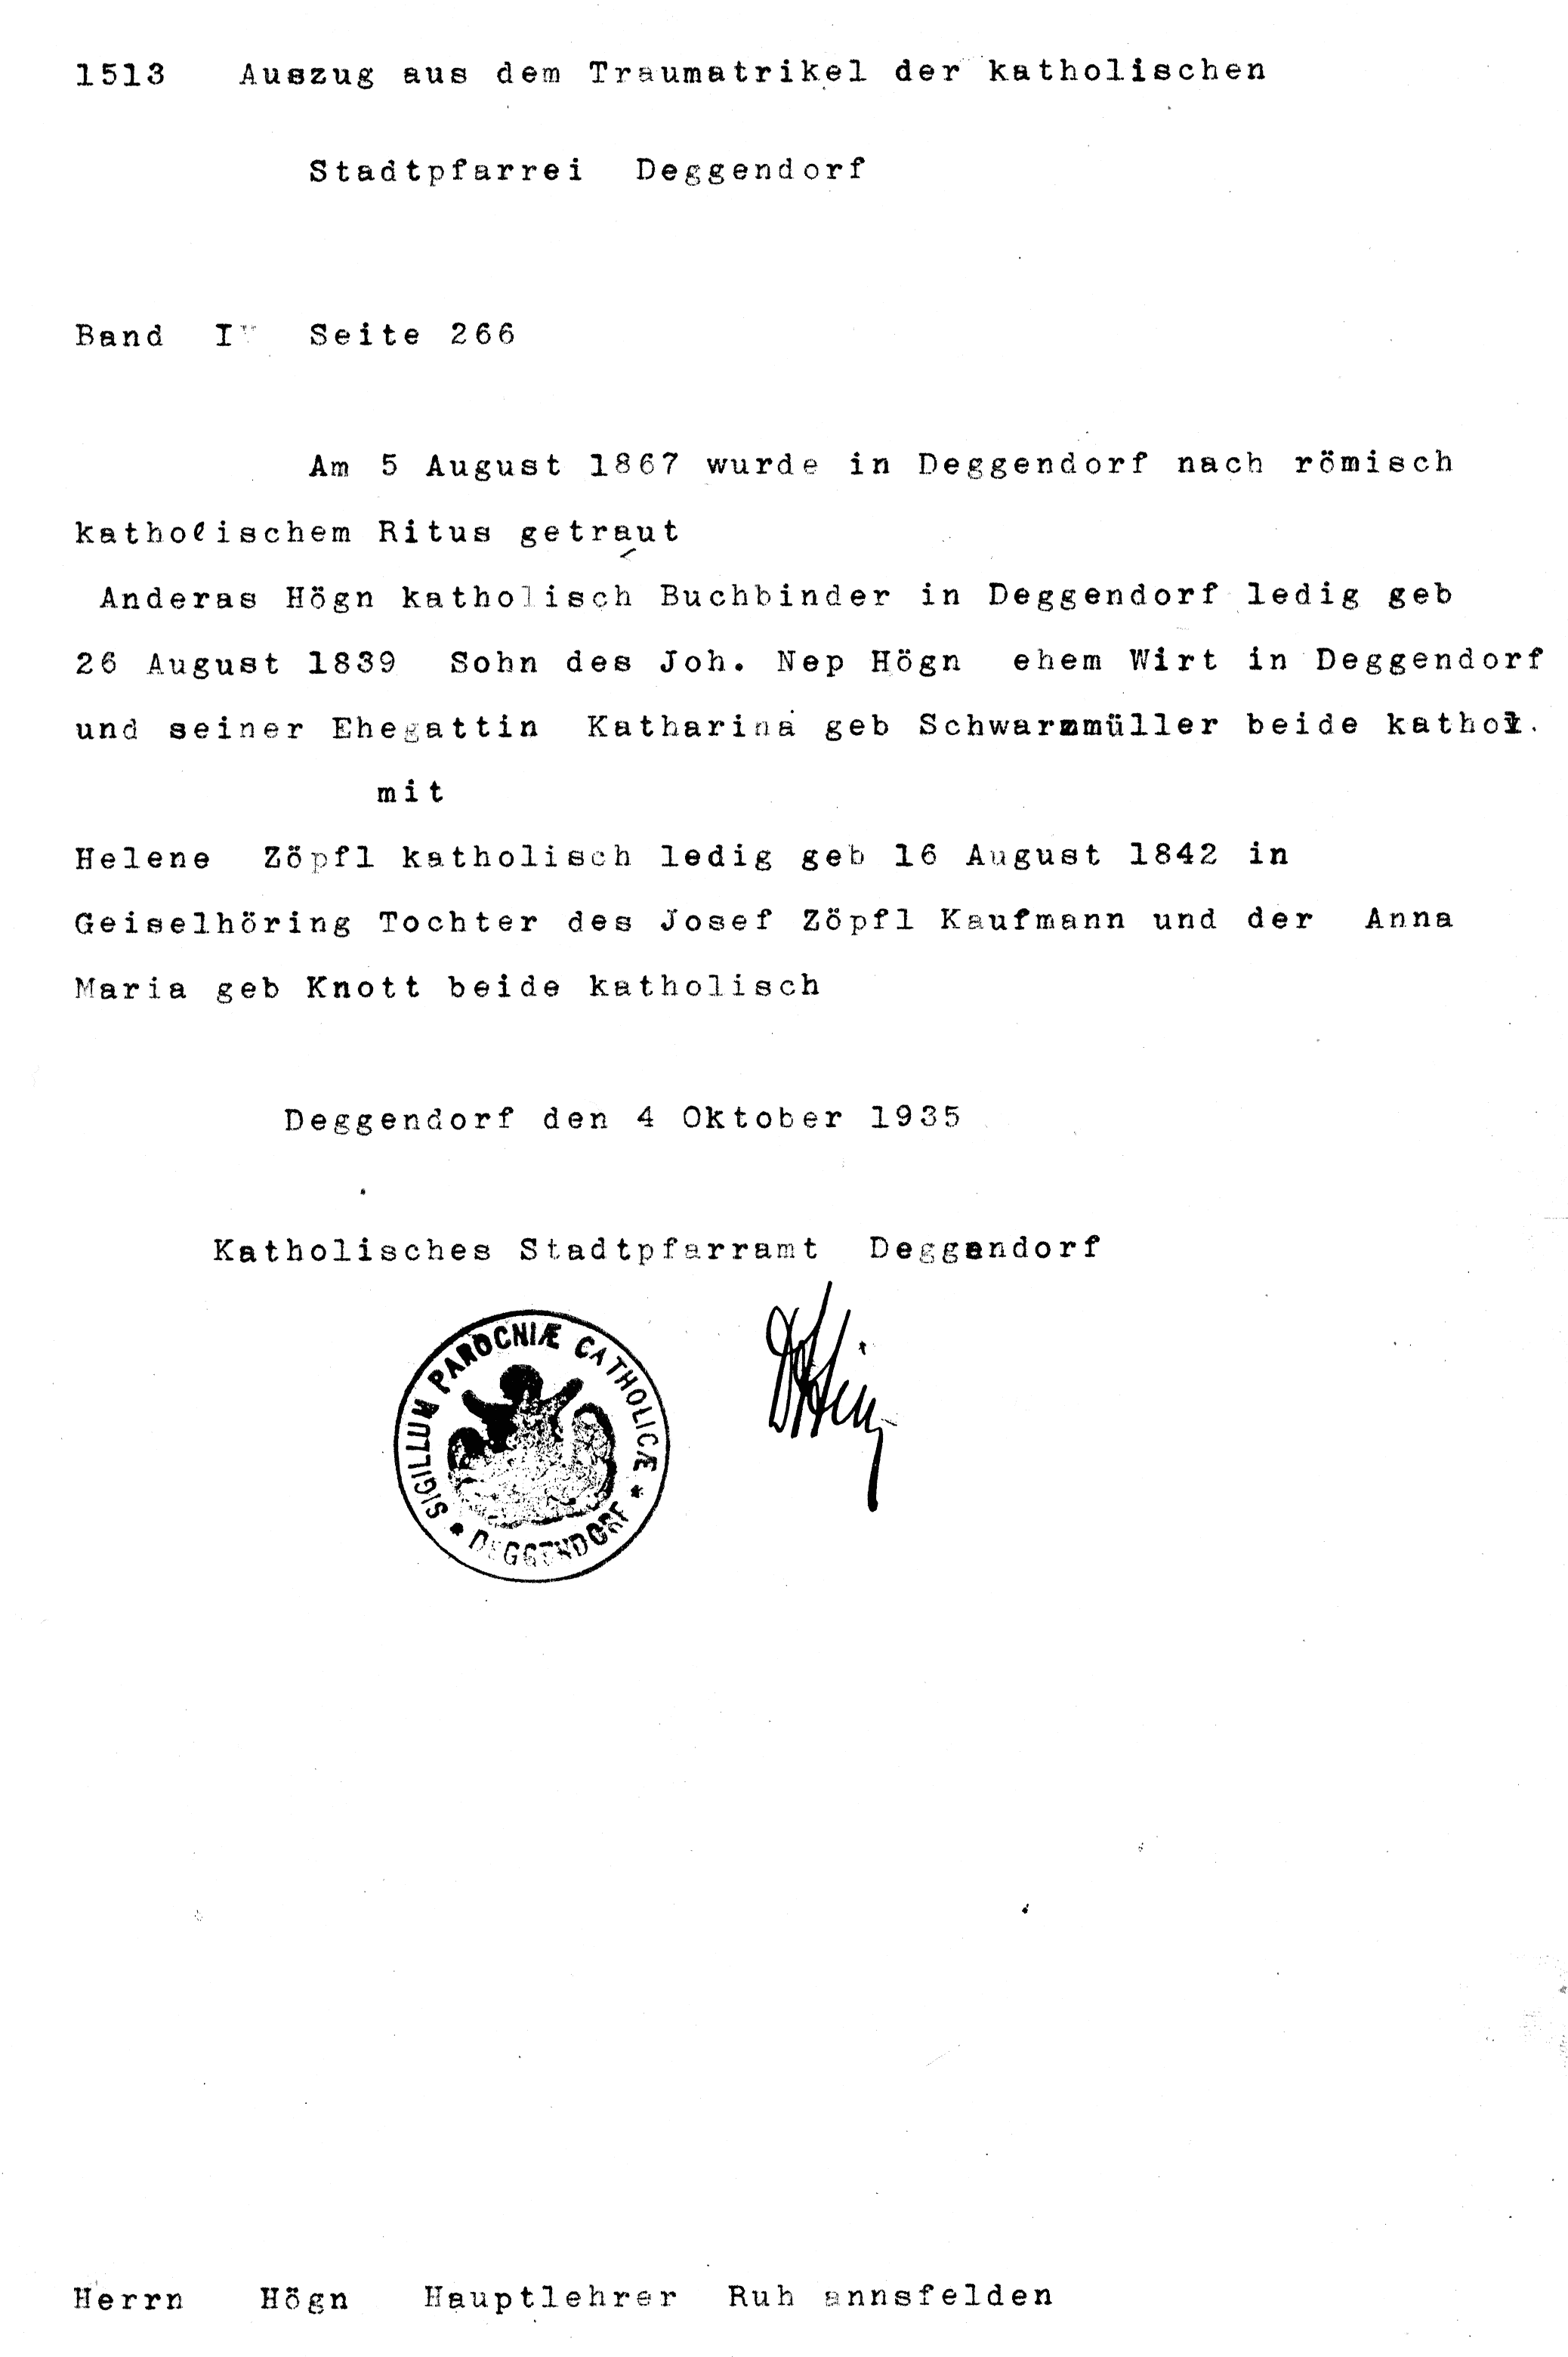 1513 Auszug aus dem Traumatrikel der katholischen
Stadtpfarrei Deggendorf
Band Seite 266
Am 5 August 1867 wurde in Deggendorf nach römisch
katholischem Ritus getraut
Anderas Högn katholisch Buchbinder in Deggendorf ledig geb
26 August 1839 Sohn des Joh. Nep Högn ehem Wirt in Deggendorf
und seiner Ehegattin Katharina geb Schwarzmüller beide kathol.
mit
Helene Zöpfl katholisch ledig geb 16 August 1842 in
Geiselhöring Tochter des Josef Zöpfl Kaufmann und der Anna
Maria geb Knott beide katholisch
Deggendorf den 4 Oktober 1935
Katholisches Stadtpfarramt Deggendorf
SIGILLUM PAROCHIÆ CATHOLICÆ * DEGGENDORF *
Herrn Högn Hauptlehrer Ruh annsfelden